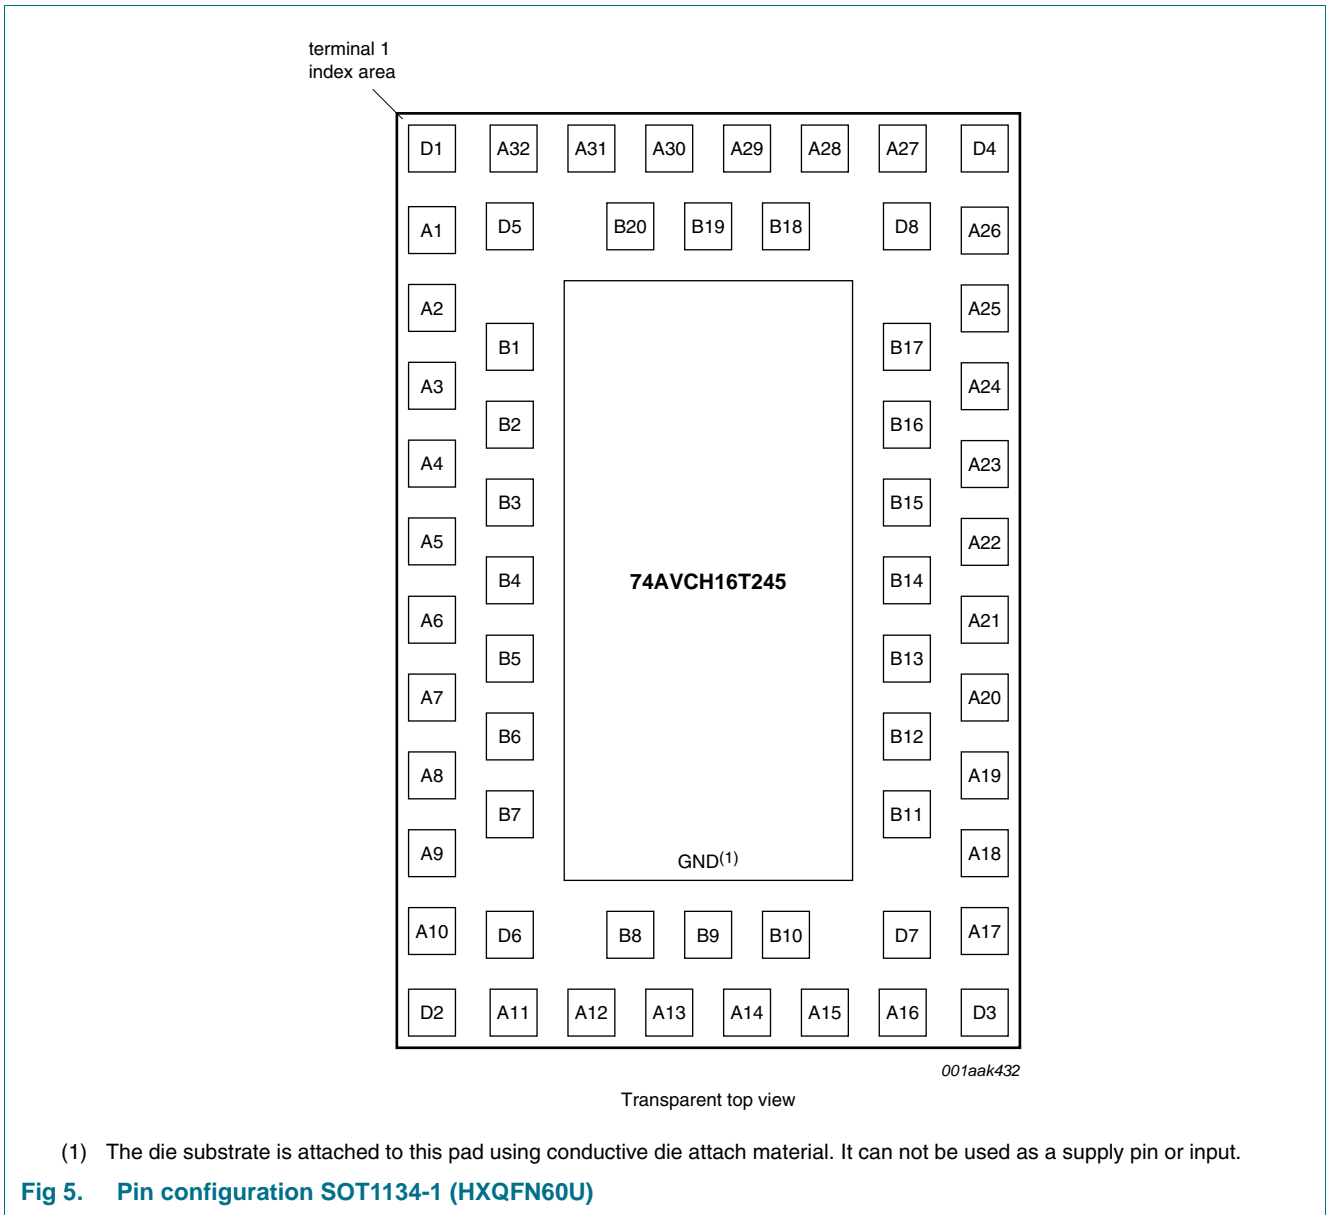 terminal 1
index area
D1 A32 A31 A30 A29 A28 A27 D4
A1 D5 B20 B19 B18 D8 A26
A2 A25
B1 B17
A3 A24
B2 B16
A4 A23
B3 B15
A5 A22
B4 74AVCH16T245 B14
A6 A21
B5 B13
A7 A20
B6 B12
A8 A19
B7 B11
A9 GND(1) A18
A10 D6 B8 B9 B10 D7 A17
D2 A11 A12 A13 A14 A15 A16 D3
001aak432
Transparent top view
(1) The die substrate is attached to this pad using conductive die attach material. It can not be used as a supply pin or input.
Fig 5. Pin configuration SOT1134-1 (HXQFN60U)